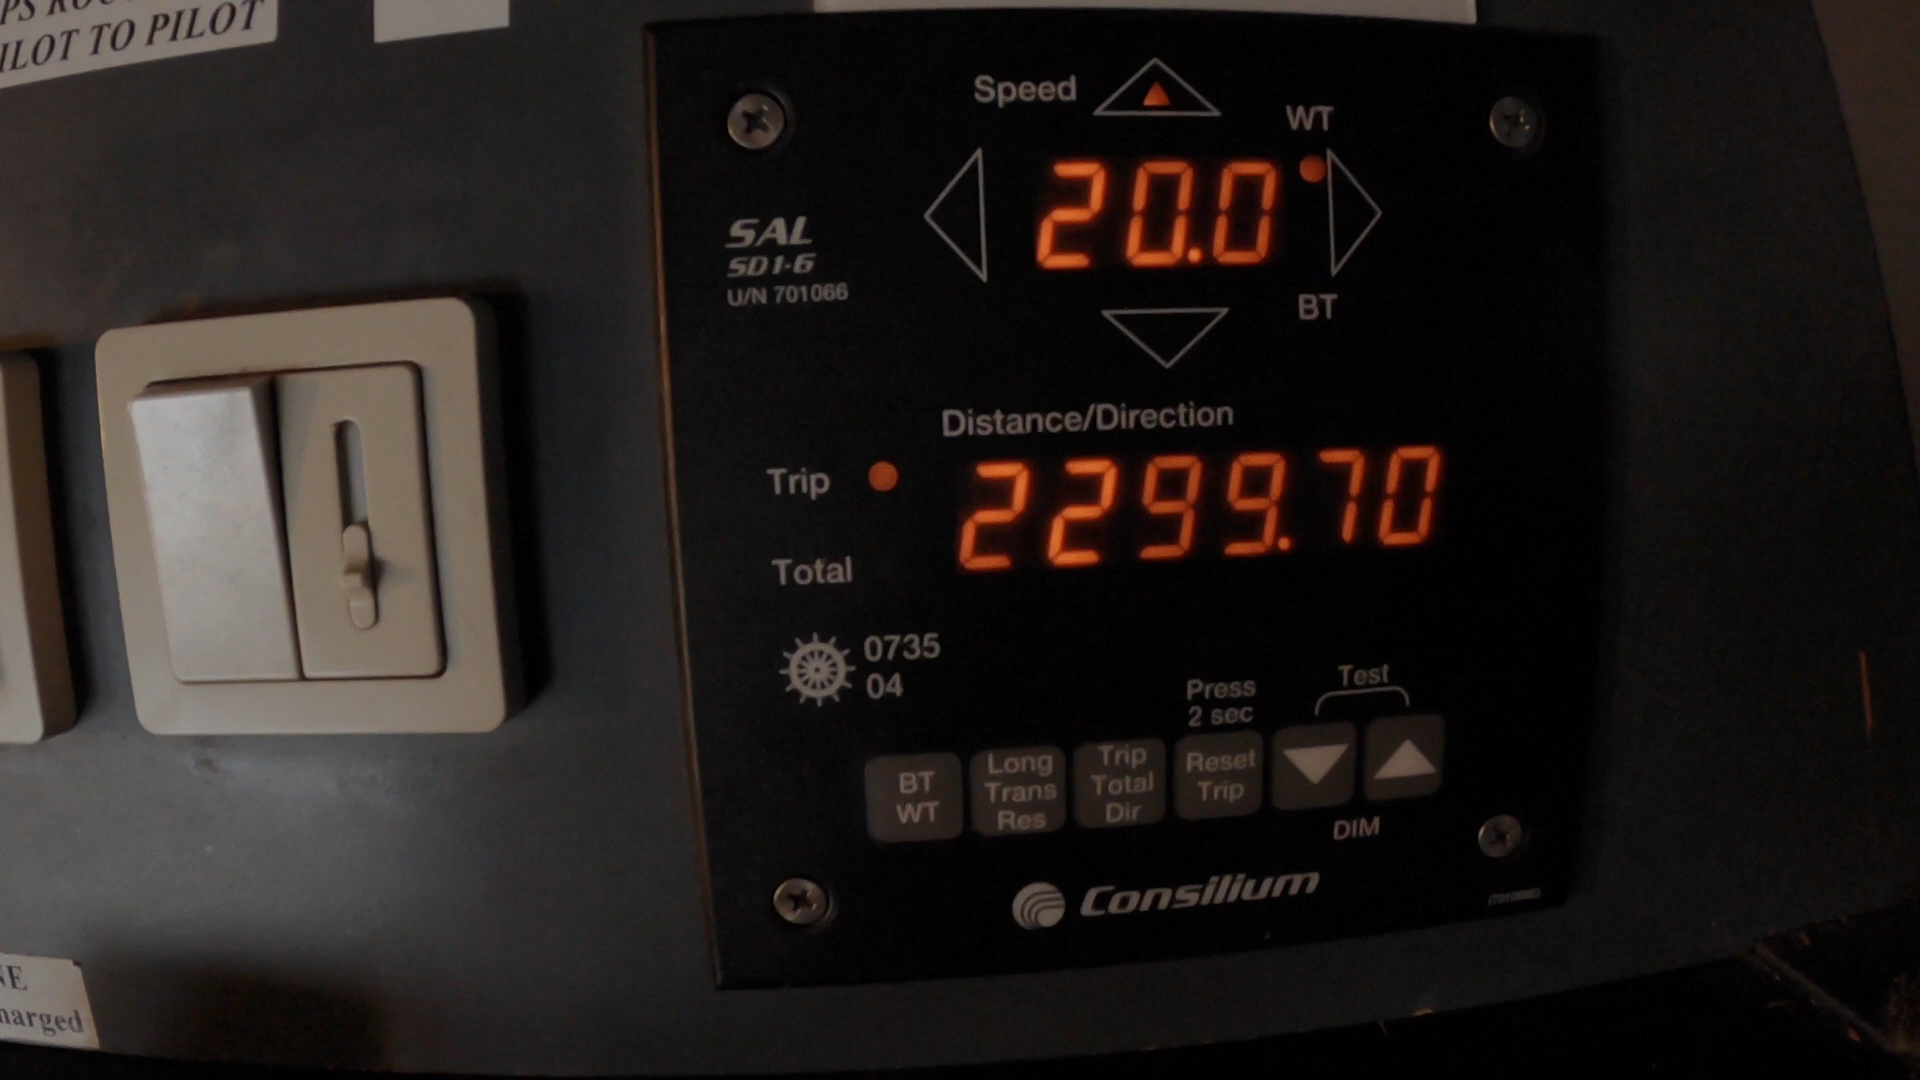 PILOT TO PILOT
Speed
WT
20.0
SAL
SD1-6
U/N 701066
BT
Distance/Direction
Trip
2299.70
Total
0735
04
Press
2 sec
Test
BT
WT
Long
Trans
Res
Trip
Total
Dir
Reset
Trip
DIM
Consilium